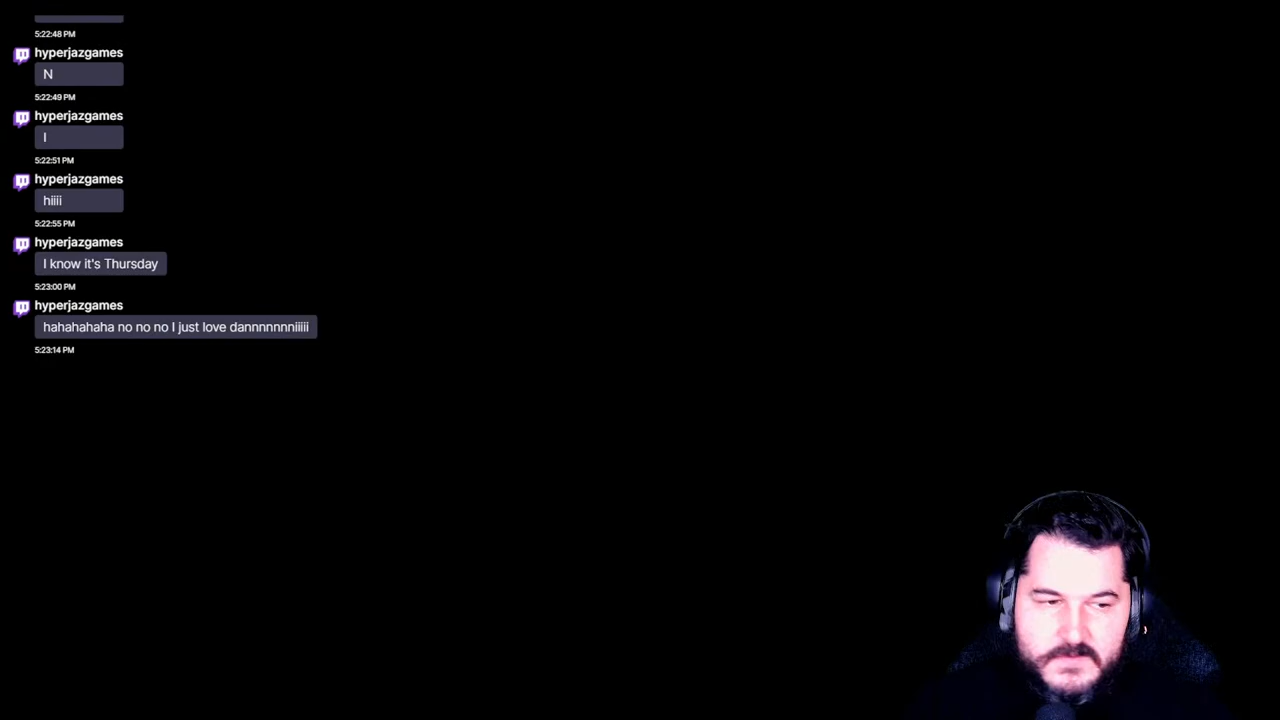 5:22:48 PM
hyperjazgames
N
5:22:49 PM
hyperjazgames
I
5:22:51 PM
hyperjazgames
hiiii
5:22:55 PM
hyperjazgames
I know it's Thursday
5:23:00 PM
hyperjazgames
hahahahaha no no no I just love dannnnnnniiiii
5:23:14 PM